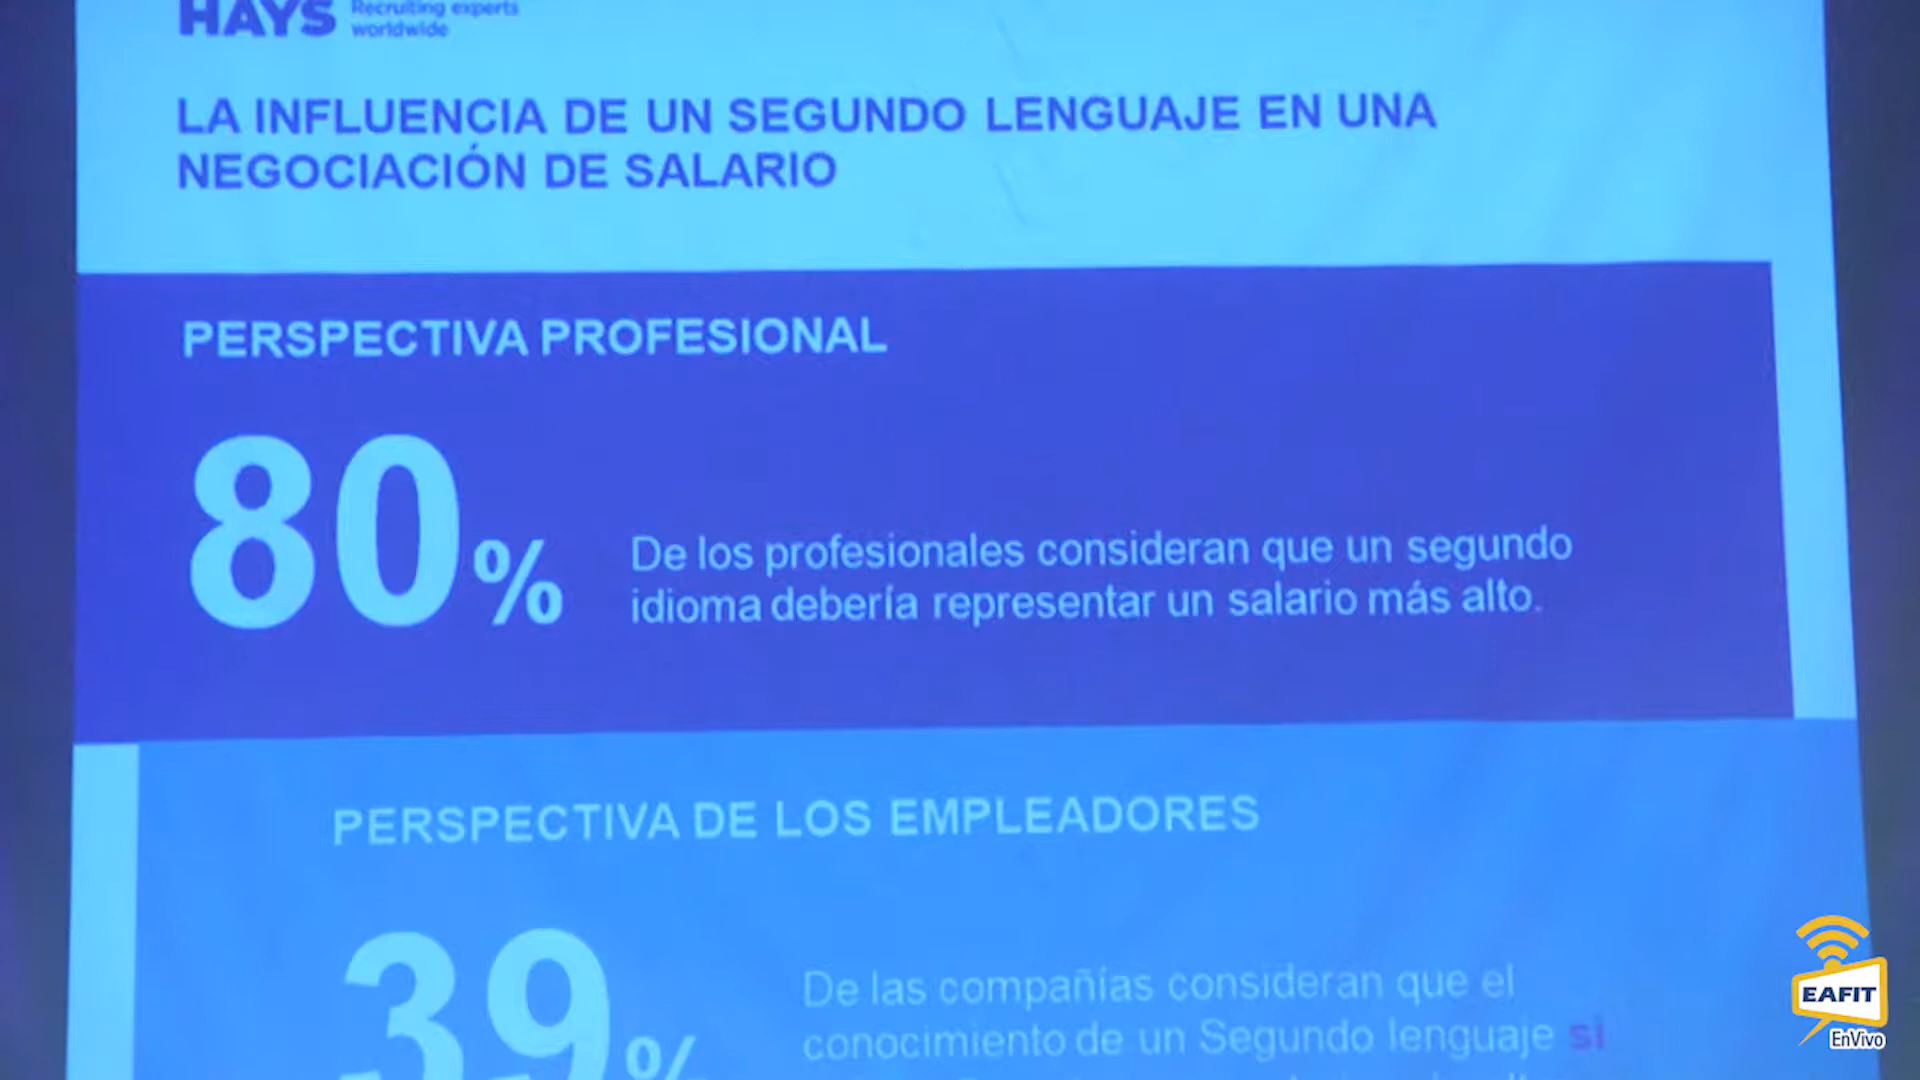 HAYS Recruiting experts
worldwide
LA INFLUENCIA DE UN SEGUNDO LENGUAJE EN UNA
NEGOCIACIÓN DE SALARIO
PERSPECTIVA PROFESIONAL
80%
De los profesionales consideran que un segundo
idioma debería representar un salario más alto.
PERSPECTIVA DE LOS EMPLEADORES
39%
De las compañías consideran que el
conocimiento de un Segundo lenguaje si
EAFIT
EnVivo